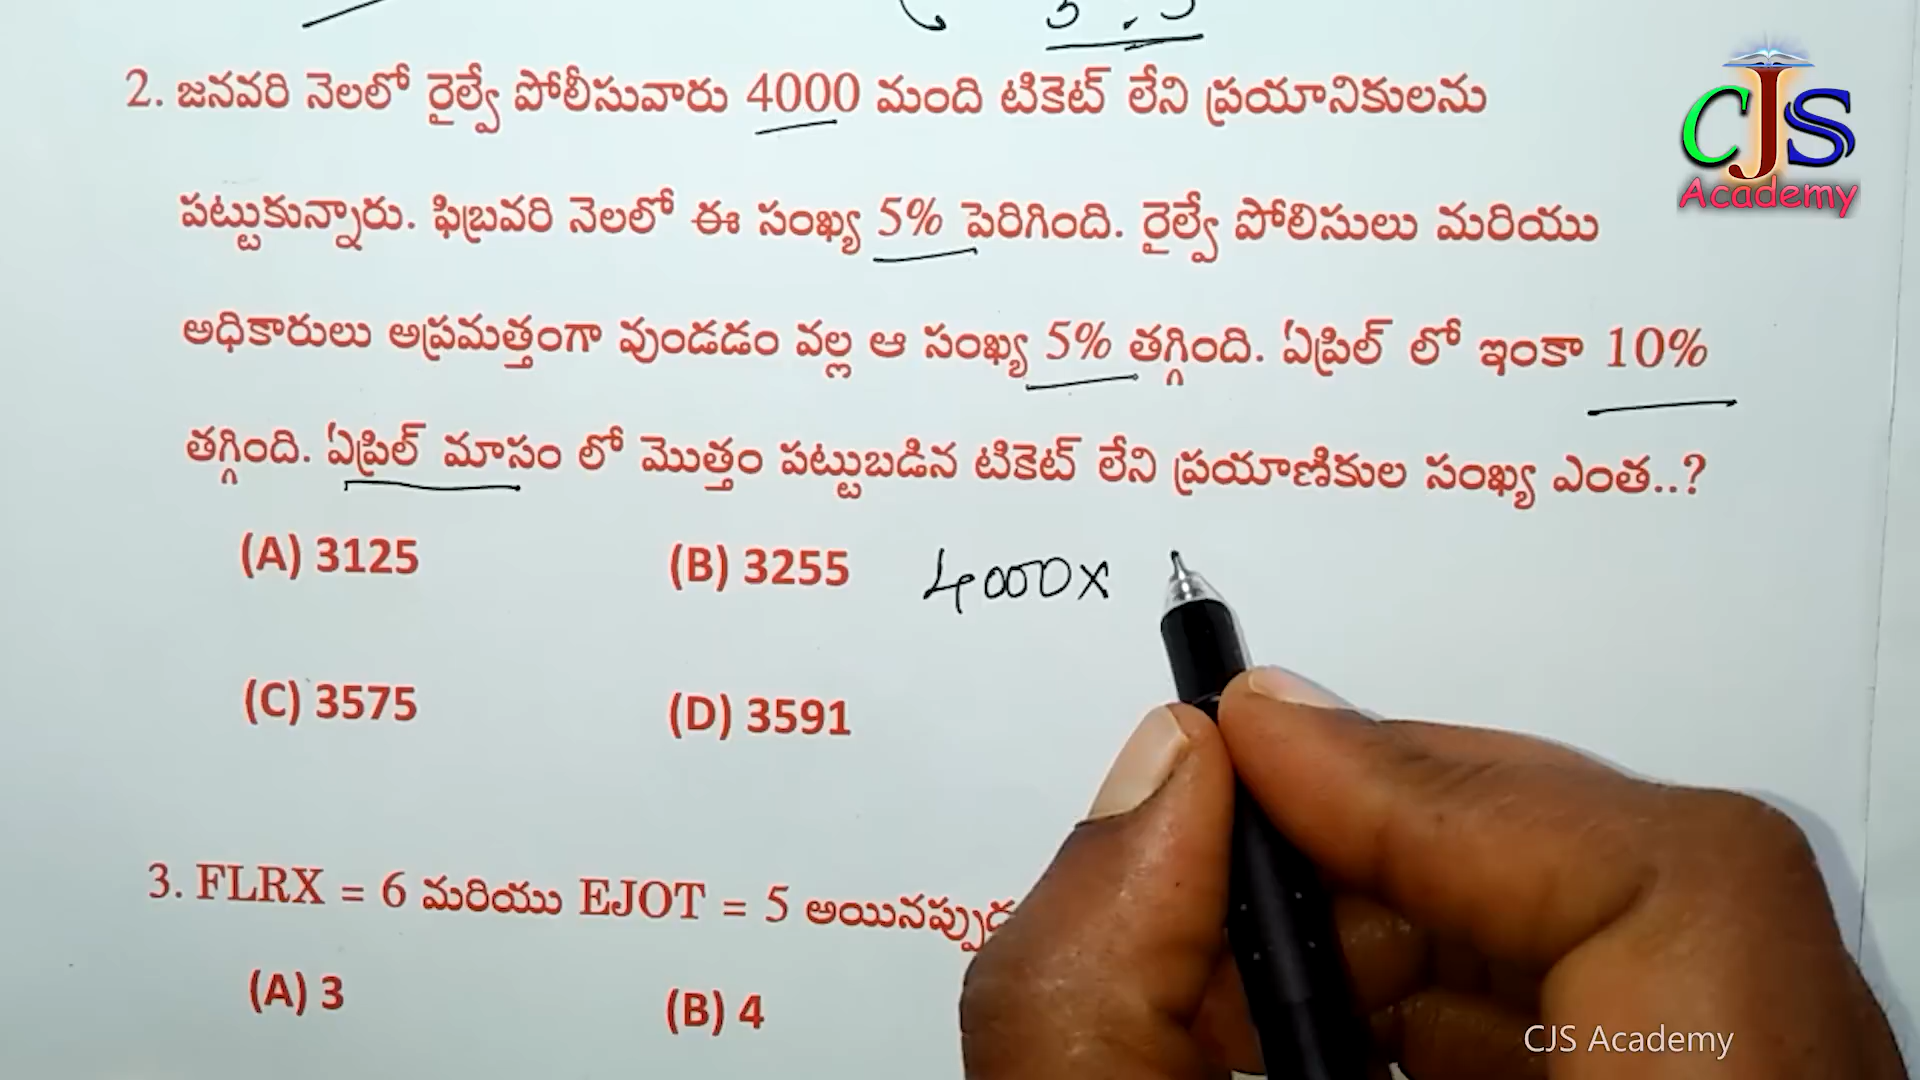 2. జనవరి నెలలో రైల్వే పోలీసువారు 4000 మంది టికెట్ లేని ప్రయానికులను
పట్టుకున్నారు. ఫిబ్రవరి నెలలో ఈ సంఖ్య 5% పెరిగింది. రైల్వే పోలిసులు మరియు
అధికారులు అప్రమత్తంగా వుండడం వల్ల ఆ సంఖ్య 5% తగ్గింది. ఏప్రిల్ లో ఇంకా 10%
తగ్గింది. ఏప్రిల్ మాసం లో మొత్తం పట్టుబడిన టికెట్ లేని ప్రయాణికుల సంఖ్య ఎంత..?
(A) 3125 (B) 3255 4000x
(C) 3575 (D) 3591
3. FLRX = 6 మరియు EJOT = 5
(A) 3 (B) 4
CJS
Academy
CJS Academy